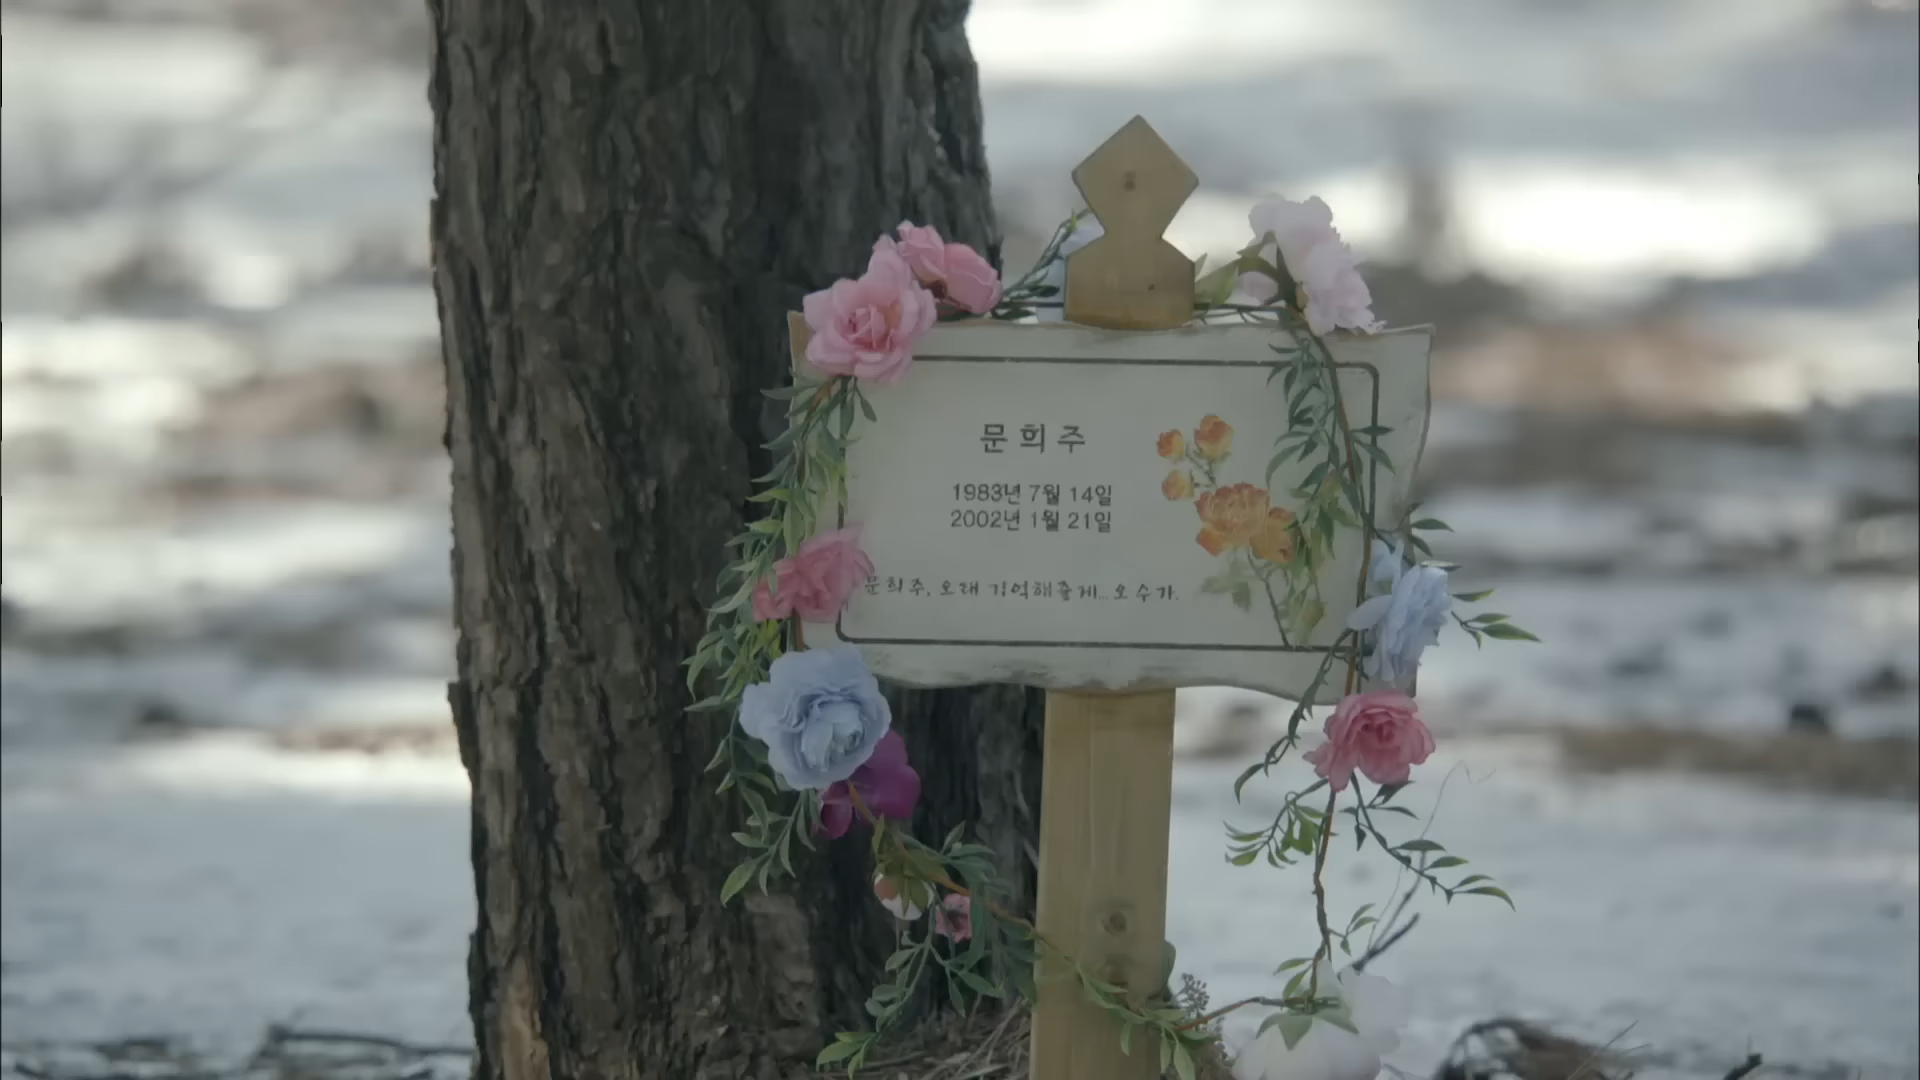 문희주
1983년 7월 14일
2002년 1월 21일
문희주, 오래 기억해줄게...오수가.